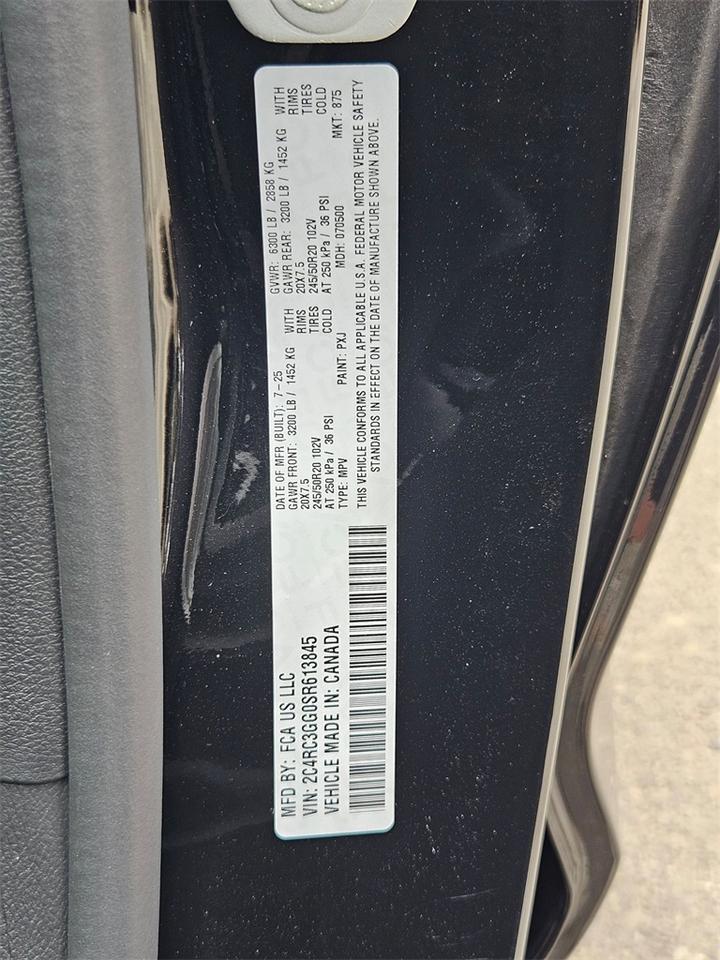 MFD BY: FCA US LLC
VIN: 2C4RC3GG0SR613845
VEHICLE MADE IN: CANADA
DATE OF MFR (BUILT): 7-25
GVWR: 6300 LB / 2858 KG
GAWR FRONT: 3200 LB / 1452 KG WITH
GAWR REAR: 3200 LB / 1452 KG WITH
20X7.5 RIMS
20X7.5 RIMS
245/50R20 102V TIRES
245/50R20 102V TIRES
AT 250 kPa / 36 PSI COLD
AT 250 kPa / 36 PSI COLD
TYPE: MPV PAINT: PXJ MDH: 070500 MKT: 875
THIS VEHICLE CONFORMS TO ALL APPLICABLE U.S.A. FEDERAL MOTOR VEHICLE SAFETY
STANDARDS IN EFFECT ON THE DATE OF MANUFACTURE SHOWN ABOVE.